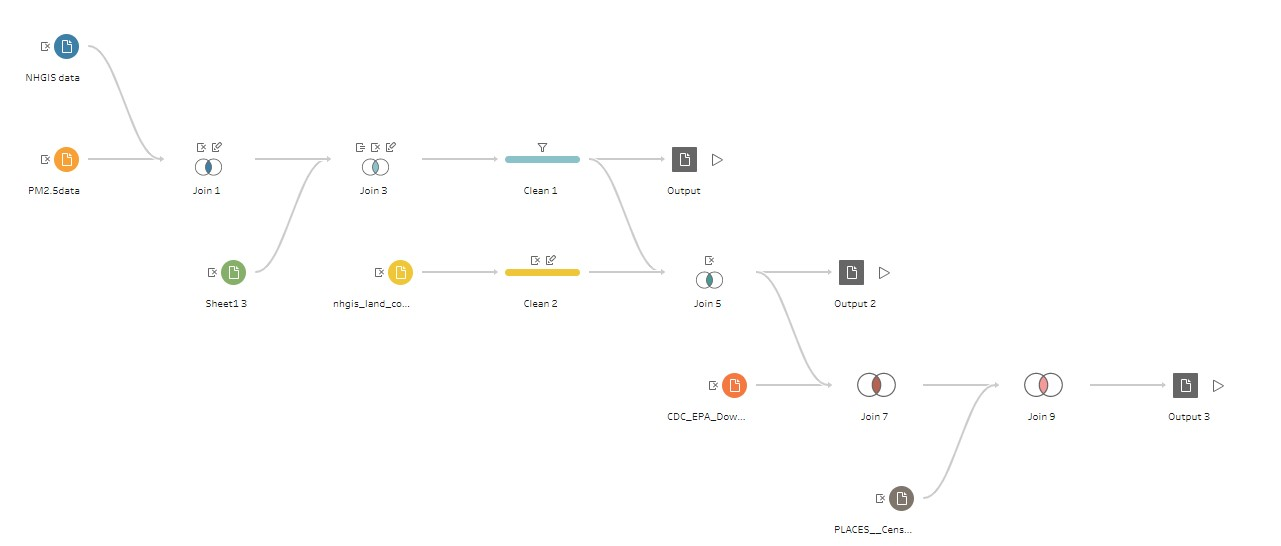 NHGIS data
PM2.5data
Join 1
Join 3
Clean 1
Output
Sheet1 3
nhgis_land_co...
Clean 2
Join 5
Output 2
CDC_EPA_Dow...
Join 7
Join 9
Output 3
PLACES__Cens...